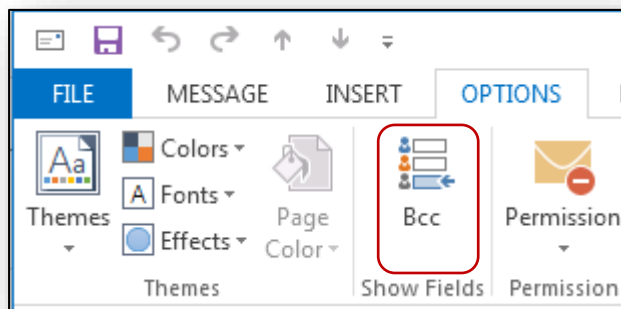 FILE MESSAGE INSERT OPTIONS
Aa
Colors
A Fonts
Effects
Themes
Page
Color
Bcc
Permission
Themes Show Fields Permission